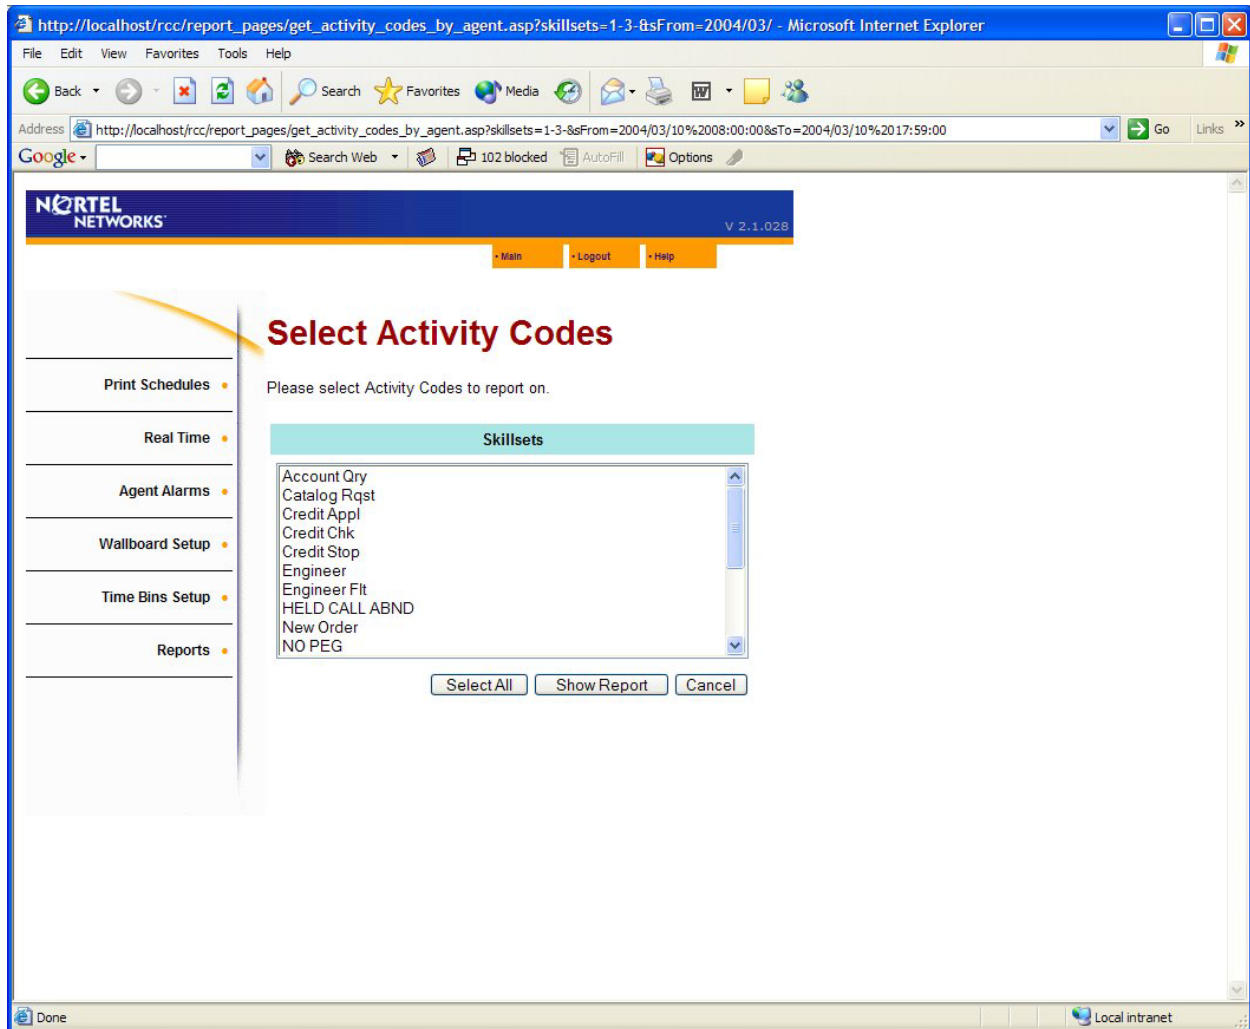 http://localhost/rcc/report_pages/get_activity_codes_by_agent.asp?skillsets=1-3-&sFrom=2004/03/ - Microsoft Internet Explorer
File Edit View Favorites Tools Help
Back Search Favorites Media
Address http://localhost/rcc/report_pages/get_activity_codes_by_agent.asp?skillsets=1-3-&sFrom=2004/03/10%2008:00:00&sTo=2004/03/10%2017:59:00 Go Links »
Google Search Web 102 blocked AutoFill Options
NORTEL
NETWORKS
V 2.1.028
• Main • Logout • Help
Select Activity Codes
Please select Activity Codes to report on.
Print Schedules •
Real Time •
Agent Alarms •
Wallboard Setup •
Time Bins Setup •
Reports •
Skillsets
Account Qry
Catalog Rqst
Credit Appl
Credit Chk
Credit Stop
Engineer
Engineer Flt
HELD CALL ABND
New Order
NO PEG
Select All Show Report Cancel
Done Local intranet